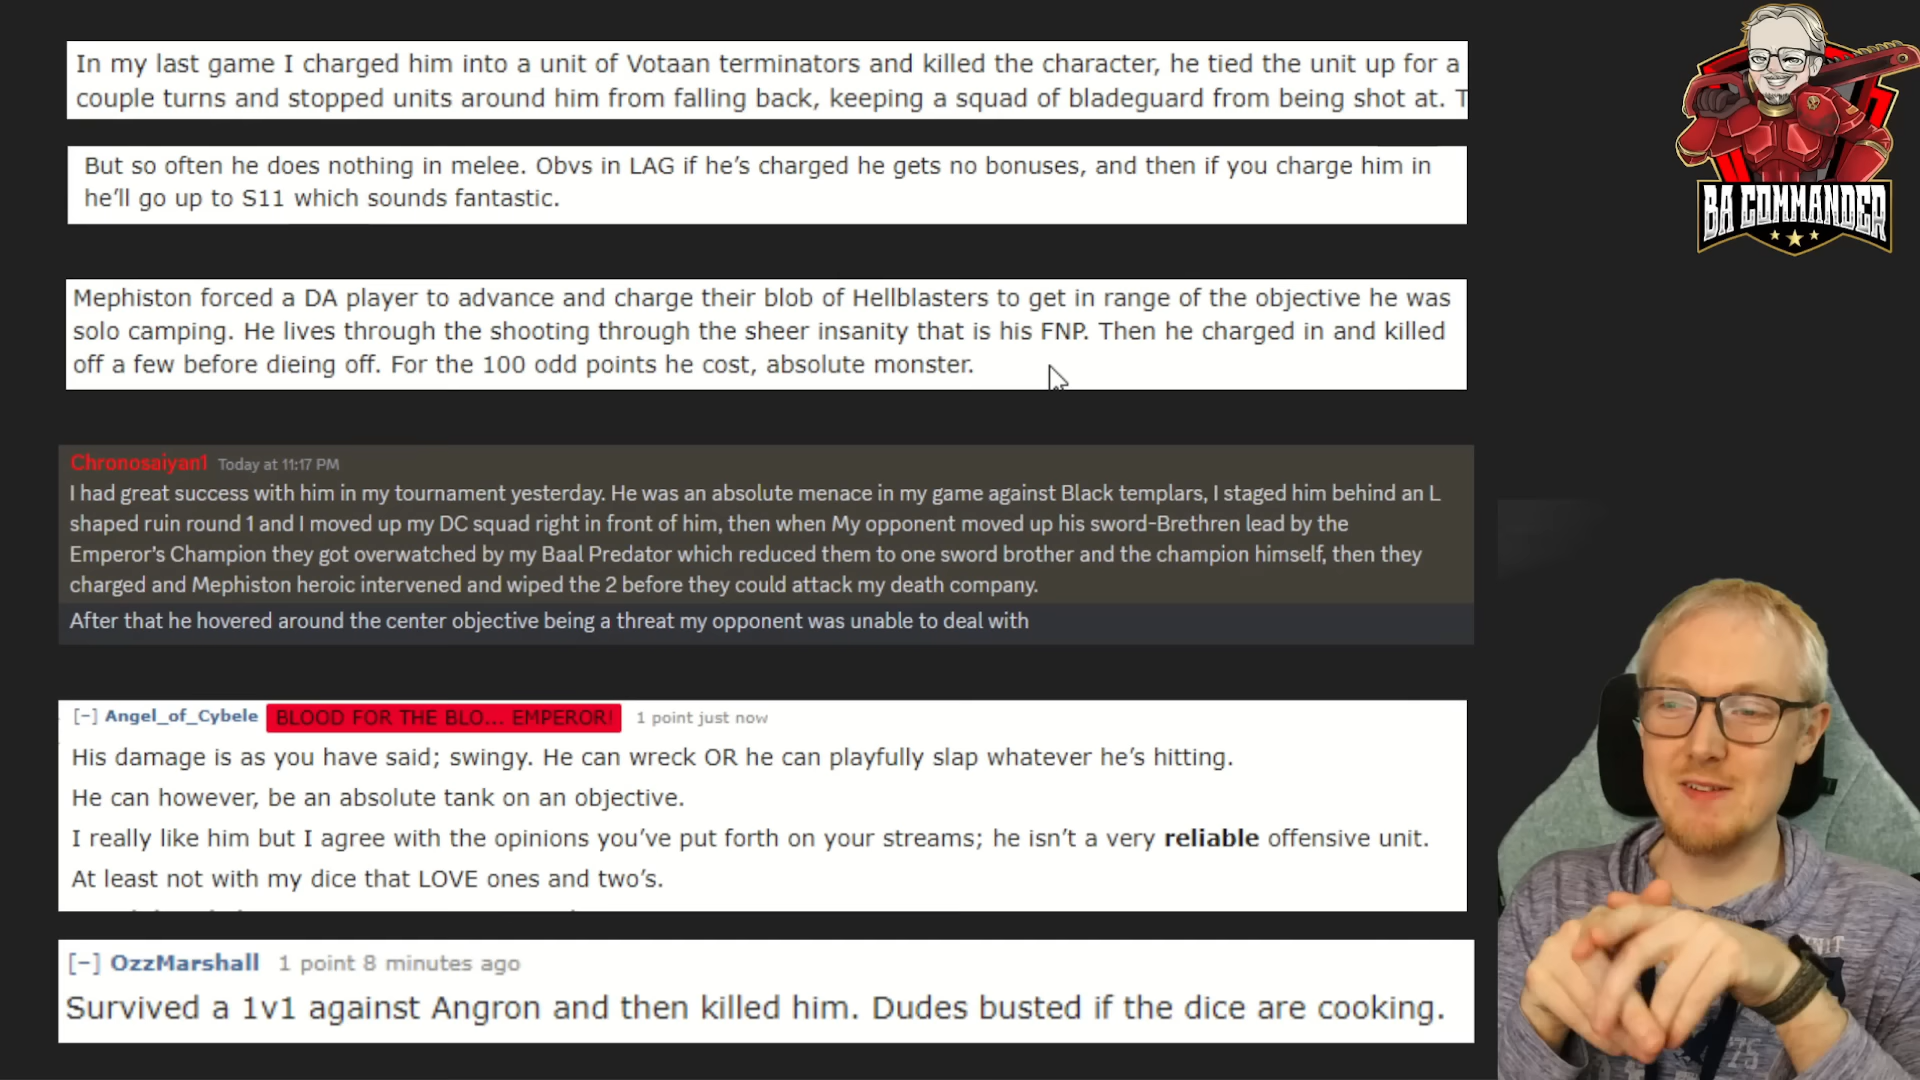 In my last game I charged him into a unit of Votaan terminators and killed the character, he tied the unit up for a
couple turns and stopped units around him from falling back, keeping a squad of bladeguard from being shot at. T
But so often he does nothing in melee. Obvs in LAG if he's charged he gets no bonuses, and then if you charge him in
he'll go up to S11 which sounds fantastic.
Mephiston forced a DA player to advance and charge their blob of Hellblasters to get in range of the objective he was
solo camping. He lives through the shooting through the sheer insanity that is his FNP. Then he charged in and killed
off a few before dieing off. For the 100 odd points he cost, absolute monster.
Chronosaiyan1 Today at 11:17 PM
I had great success with him in my tournament yesterday. He was an absolute menace in my game against Black templars, I staged him behind an L
shaped ruin round 1 and I moved up my DC squad right in front of him, then when My opponent moved up his sword-Brethren lead by the
Emperor's Champion they got overwatched by my Baal Predator which reduced them to one sword brother and the champion himself, then they
charged and Mephiston heroic intervened and wiped the 2 before they could attack my death company.
After that he hovered around the center objective being a threat my opponent was unable to deal with
[-] Angel_of_Cybele BLOOD FOR THE BLO... EMPEROR! 1 point just now
His damage is as you have said; swingy. He can wreck OR he can playfully slap whatever he's hitting.
He can however, be an absolute tank on an objective.
I really like him but I agree with the opinions you've put forth on your streams; he isn't a very reliable offensive unit.
At least not with my dice that LOVE ones and two's.
[-] OzzMarshall 1 point 8 minutes ago
Survived a 1v1 against Angron and then killed him. Dudes busted if the dice are cooking.
BA COMMANDER
75